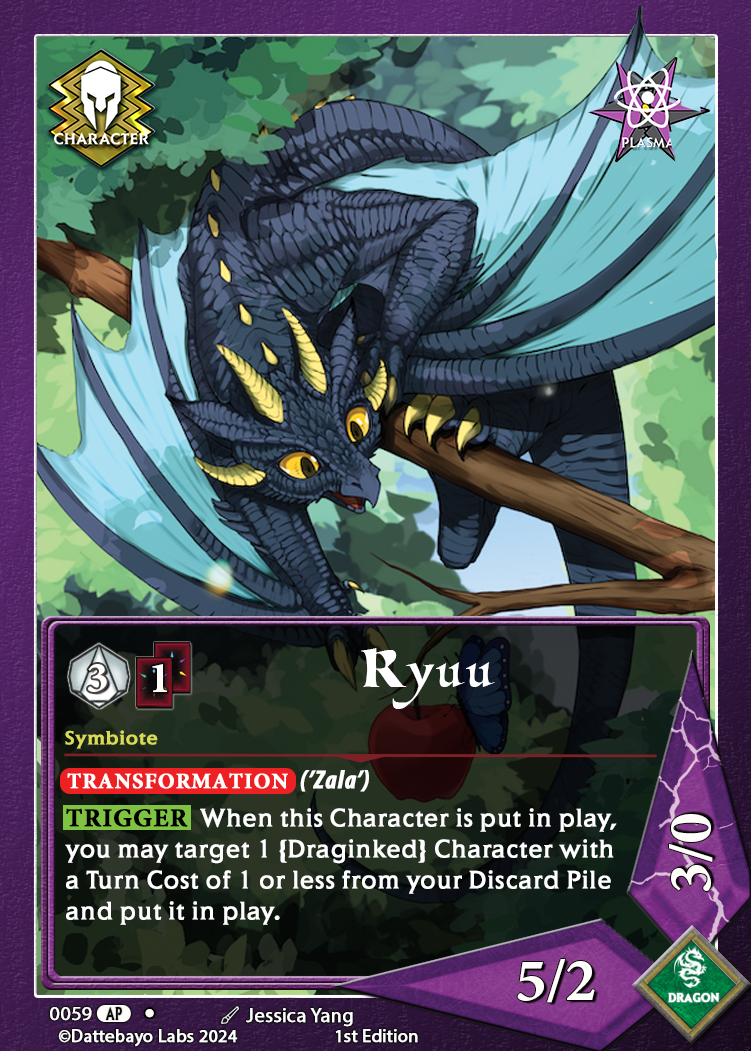 CHARACTER
PLASMA
3
1
Ryuu
Symbiote
TRANSFORMATION ('Zala')
TRIGGER When this Character is put in play,
you may target 1 {Draginked} Character with
a Turn Cost of 1 or less from your Discard Pile
and put it in play.
3/0
5/2
DRAGON
0059 AP
Jessica Yang
©Dattebayo Labs 2024
1st Edition